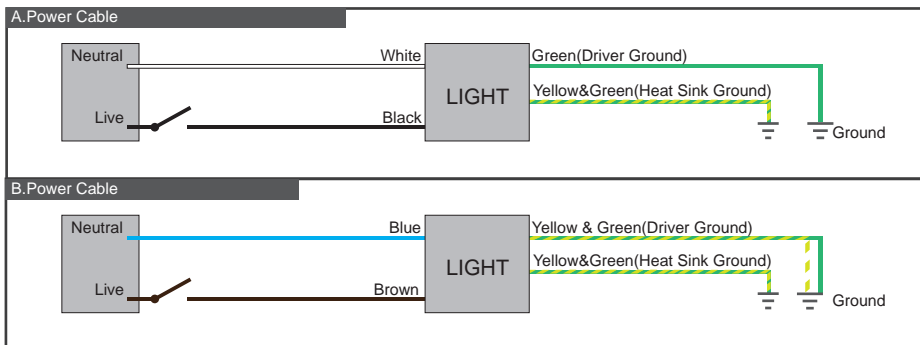 A.Power Cable
Neutral
White
LIGHT
Green(Driver Ground)
Yellow&Green(Heat Sink Ground)
Live
Black
Ground
B.Power Cable
Neutral
Blue
LIGHT
Yellow & Green(Driver Ground)
Yellow&Green(Heat Sink Ground)
Live
Brown
Ground